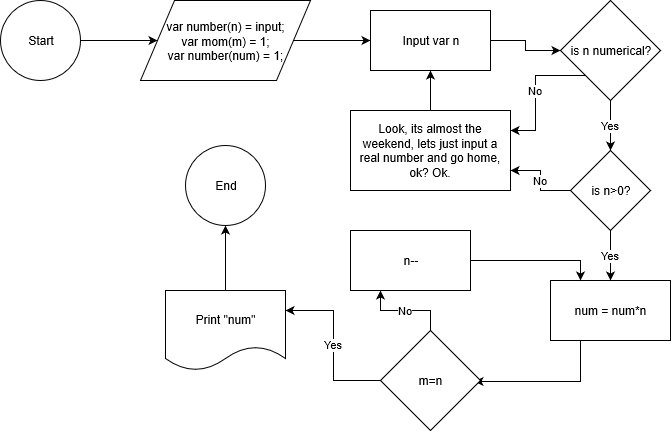 Start
var number(n) = input;
var mom(m) = 1;
var number(num) = 1;
Input var n
is n numerical?
No
Look, its almost the
weekend, lets just input a
real number and go home,
ok? Ok.
Yes
End
No
is n>0?
n--
Yes
Print "num"
No
num = num*n
Yes
m=n